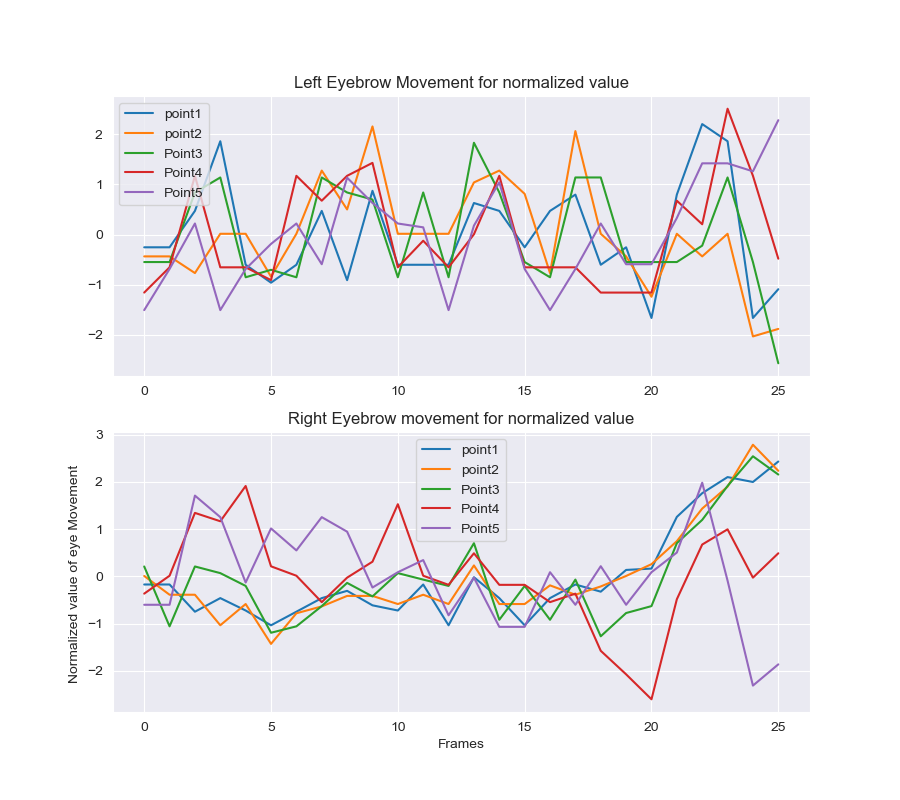 Left Eyebrow Movement for normalized value
point1
point2
Point3
Point4
Point5
2
1
0
−1
−2
0 5 10 15 20 25
Right Eyebrow movement for normalized value
point1
point2
Point3
Point4
Point5
Normalized value of eye Movement
3
2
1
0
−1
−2
0 5 10 15 20 25
Frames